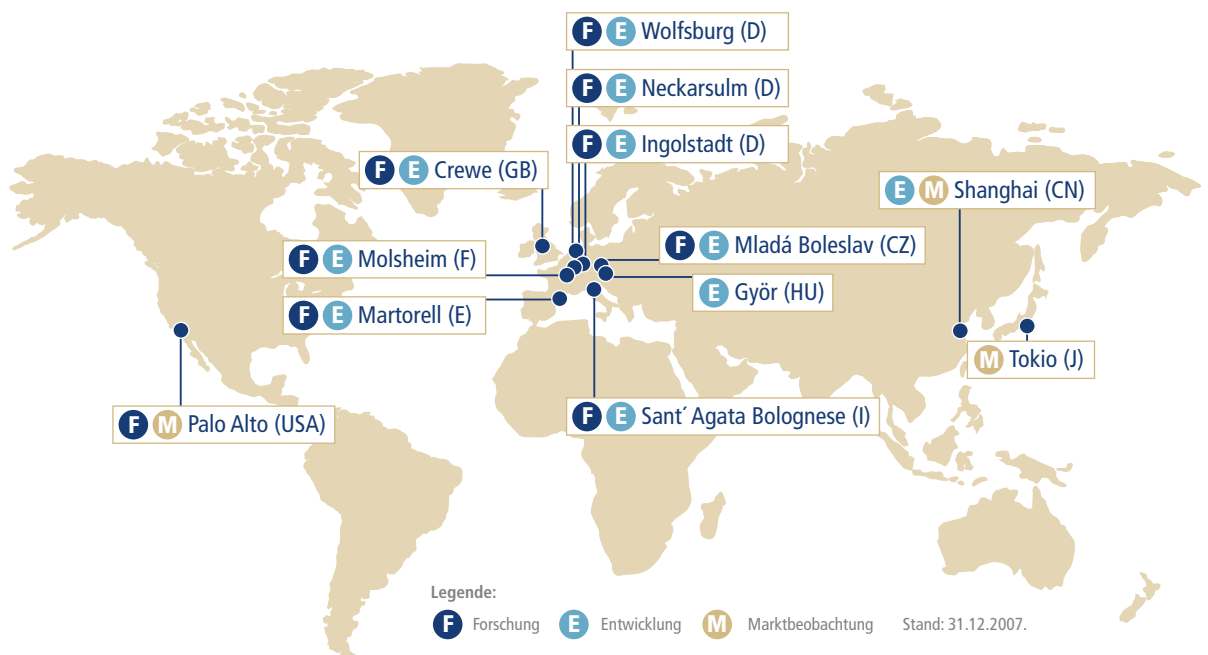 F E Wolfsburg (D)
F E Neckarsulm (D)
F E Ingolstadt (D)
F E Crewe (GB)
E M Shanghai (CN)
F E Mladá Boleslav (CZ)
F E Molsheim (F)
E Györ (HU)
F E Martorell (E)
M Tokio (J)
F E Sant´ Agata Bolognese (I)
F M Palo Alto (USA)
Legende:
F Forschung E Entwicklung M Marktbeobachtung Stand: 31.12.2007.